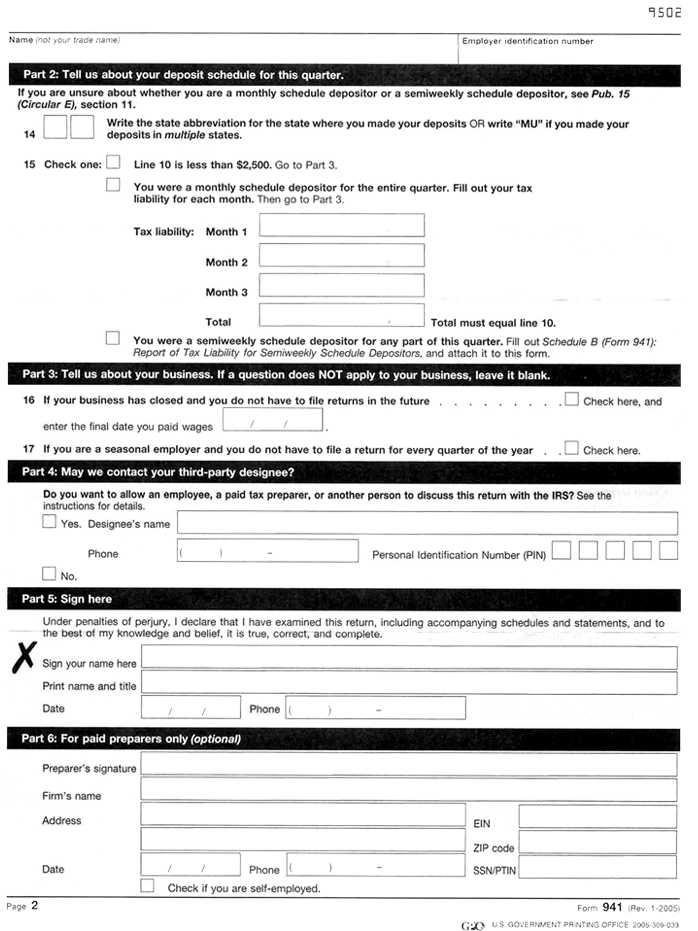 9502
Name (not your trade name)
Employer identification number
Part 2: Tell us about your deposit schedule for this quarter.
If you are unsure about whether you are a monthly schedule depositor or a semiweekly schedule depositor, see Pub. 15
(Circular E), section 11.
14
Write the state abbreviation for the state where you made your deposits OR write "MU" if you made your
deposits in multiple states.
15 Check one: Line 10 is less than $2,500. Go to Part 3.
You were a monthly schedule depositor for the entire quarter. Fill out your tax
liability for each month. Then go to Part 3.
Tax liability: Month 1
Month 2
Month 3
Total
Total must equal line 10.
You were a semiweekly schedule depositor for any part of this quarter. Fill out Schedule B (Form 941):
Report of Tax Liability for Semiweekly Schedule Depositors, and attach it to this form.
Part 3: Tell us about your business. If a question does NOT apply to your business, leave it blank.
16 If your business has closed and you do not have to file returns in the future . . . . . . . . . Check here, and
enter the final date you paid wages / / .
17 If you are a seasonal employer and you do not have to file a return for every quarter of the year . . Check here.
Part 4: May we contact your third-party designee?
Do you want to allow an employee, a paid tax preparer, or another person to discuss this return with the IRS? See the
instructions for details.
Yes. Designee's name
Phone ( ) – Personal Identification Number (PIN)
No.
Part 5: Sign here
Under penalties of perjury, I declare that I have examined this return, including accompanying schedules and statements, and to
the best of my knowledge and belief, it is true, correct, and complete.
X Sign your name here
Print name and title
Date / / Phone ( ) –
Part 6: For paid preparers only (optional)
Preparer's signature
Firm's name
Address
EIN
ZIP code
Date / / Phone ( ) – SSN/PTIN
Check if you are self-employed.
Page 2
Form 941 (Rev. 1-2005)
GPO U.S. GOVERNMENT PRINTING OFFICE: 2005-309-033